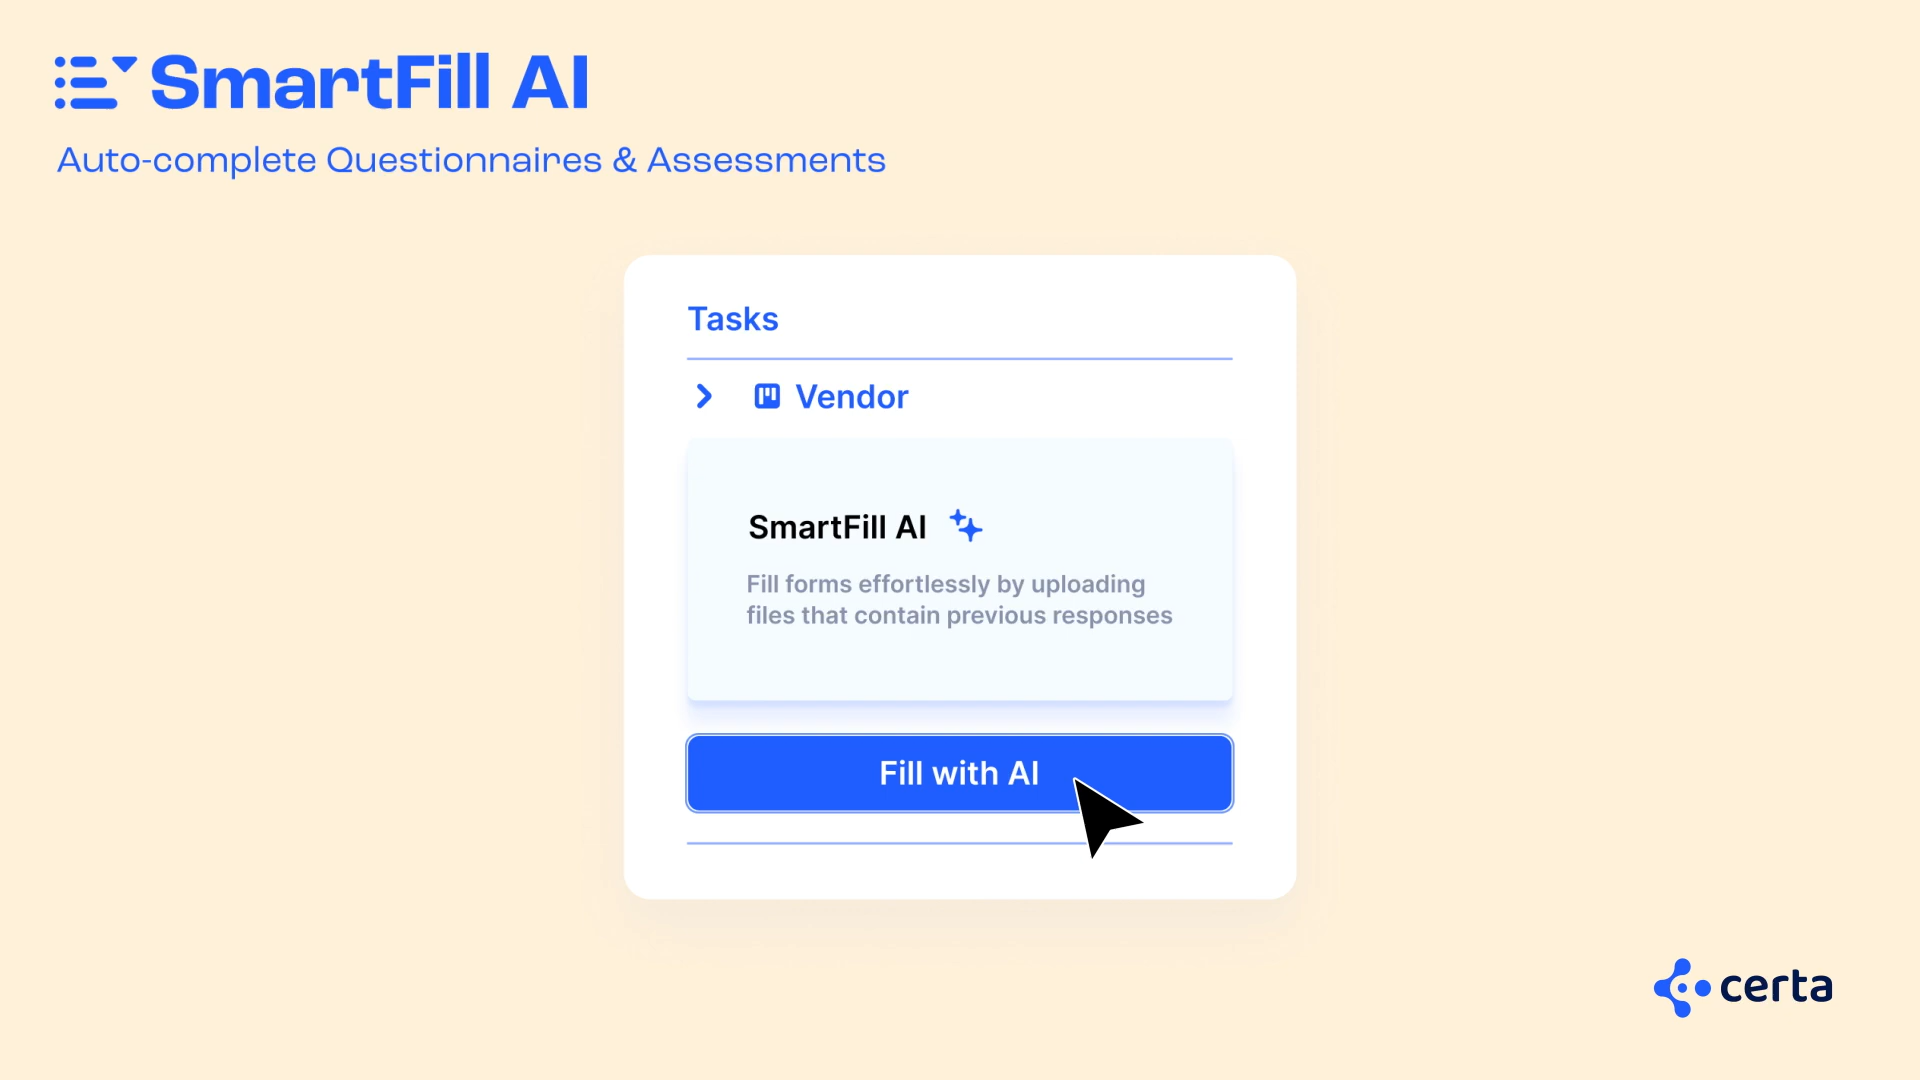 SmartFill AI
Auto-complete Questionnaires & Assessments
Tasks
Vendor
SmartFill AI
Fill forms effortlessly by uploading
files that contain previous responses
Fill with AI
certa